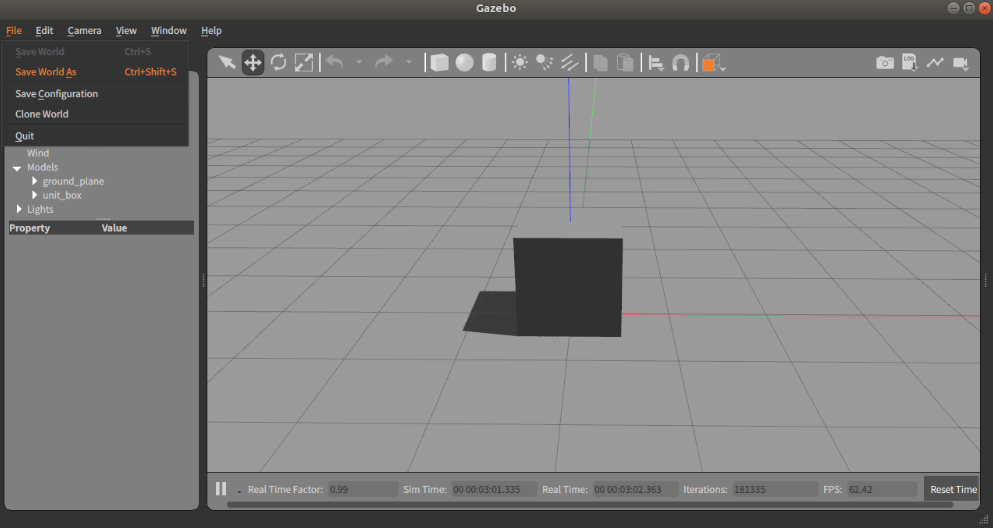 Gazebo
File Edit Camera View Window Help
Save World Ctrl+S
Save World As Ctrl+Shift+S
Save Configuration
Clone World
Quit
Wind
Models
ground_plane
unit_box
Lights
Property Value
LOG
Real Time Factor: 0.99 Sim Time: 00 00:03:01.335 Real Time: 00 00:03:02.363 Iterations: 181335 FPS: 62.42 Reset Time